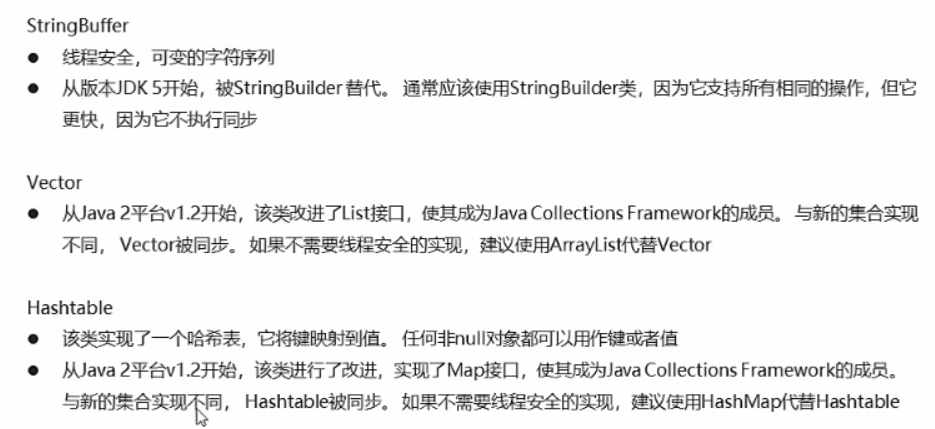 StringBuffer
● 线程安全，可变的字符序列
● 从版本JDK 5开始，被StringBuilder 替代。 通常应该使用StringBuilder类，因为它支持所有相同的操作，但它
更快，因为它不执行同步
Vector
● 从Java 2平台v1.2开始，该类改进了List接口，使其成为Java Collections Framework的成员。 与新的集合实现
不同， Vector被同步。 如果不需要线程安全的实现，建议使用ArrayList代替Vector
Hashtable
● 该类实现了一个哈希表，它将键映射到值。 任何非null对象都可以用作键或者值
● 从Java 2平台v1.2开始，该类进行了改进，实现了Map接口，使其成为Java Collections Framework的成员。
与新的集合实现不同， Hashtable被同步。 如果不需要线程安全的实现，建议使用HashMap代替Hashtable